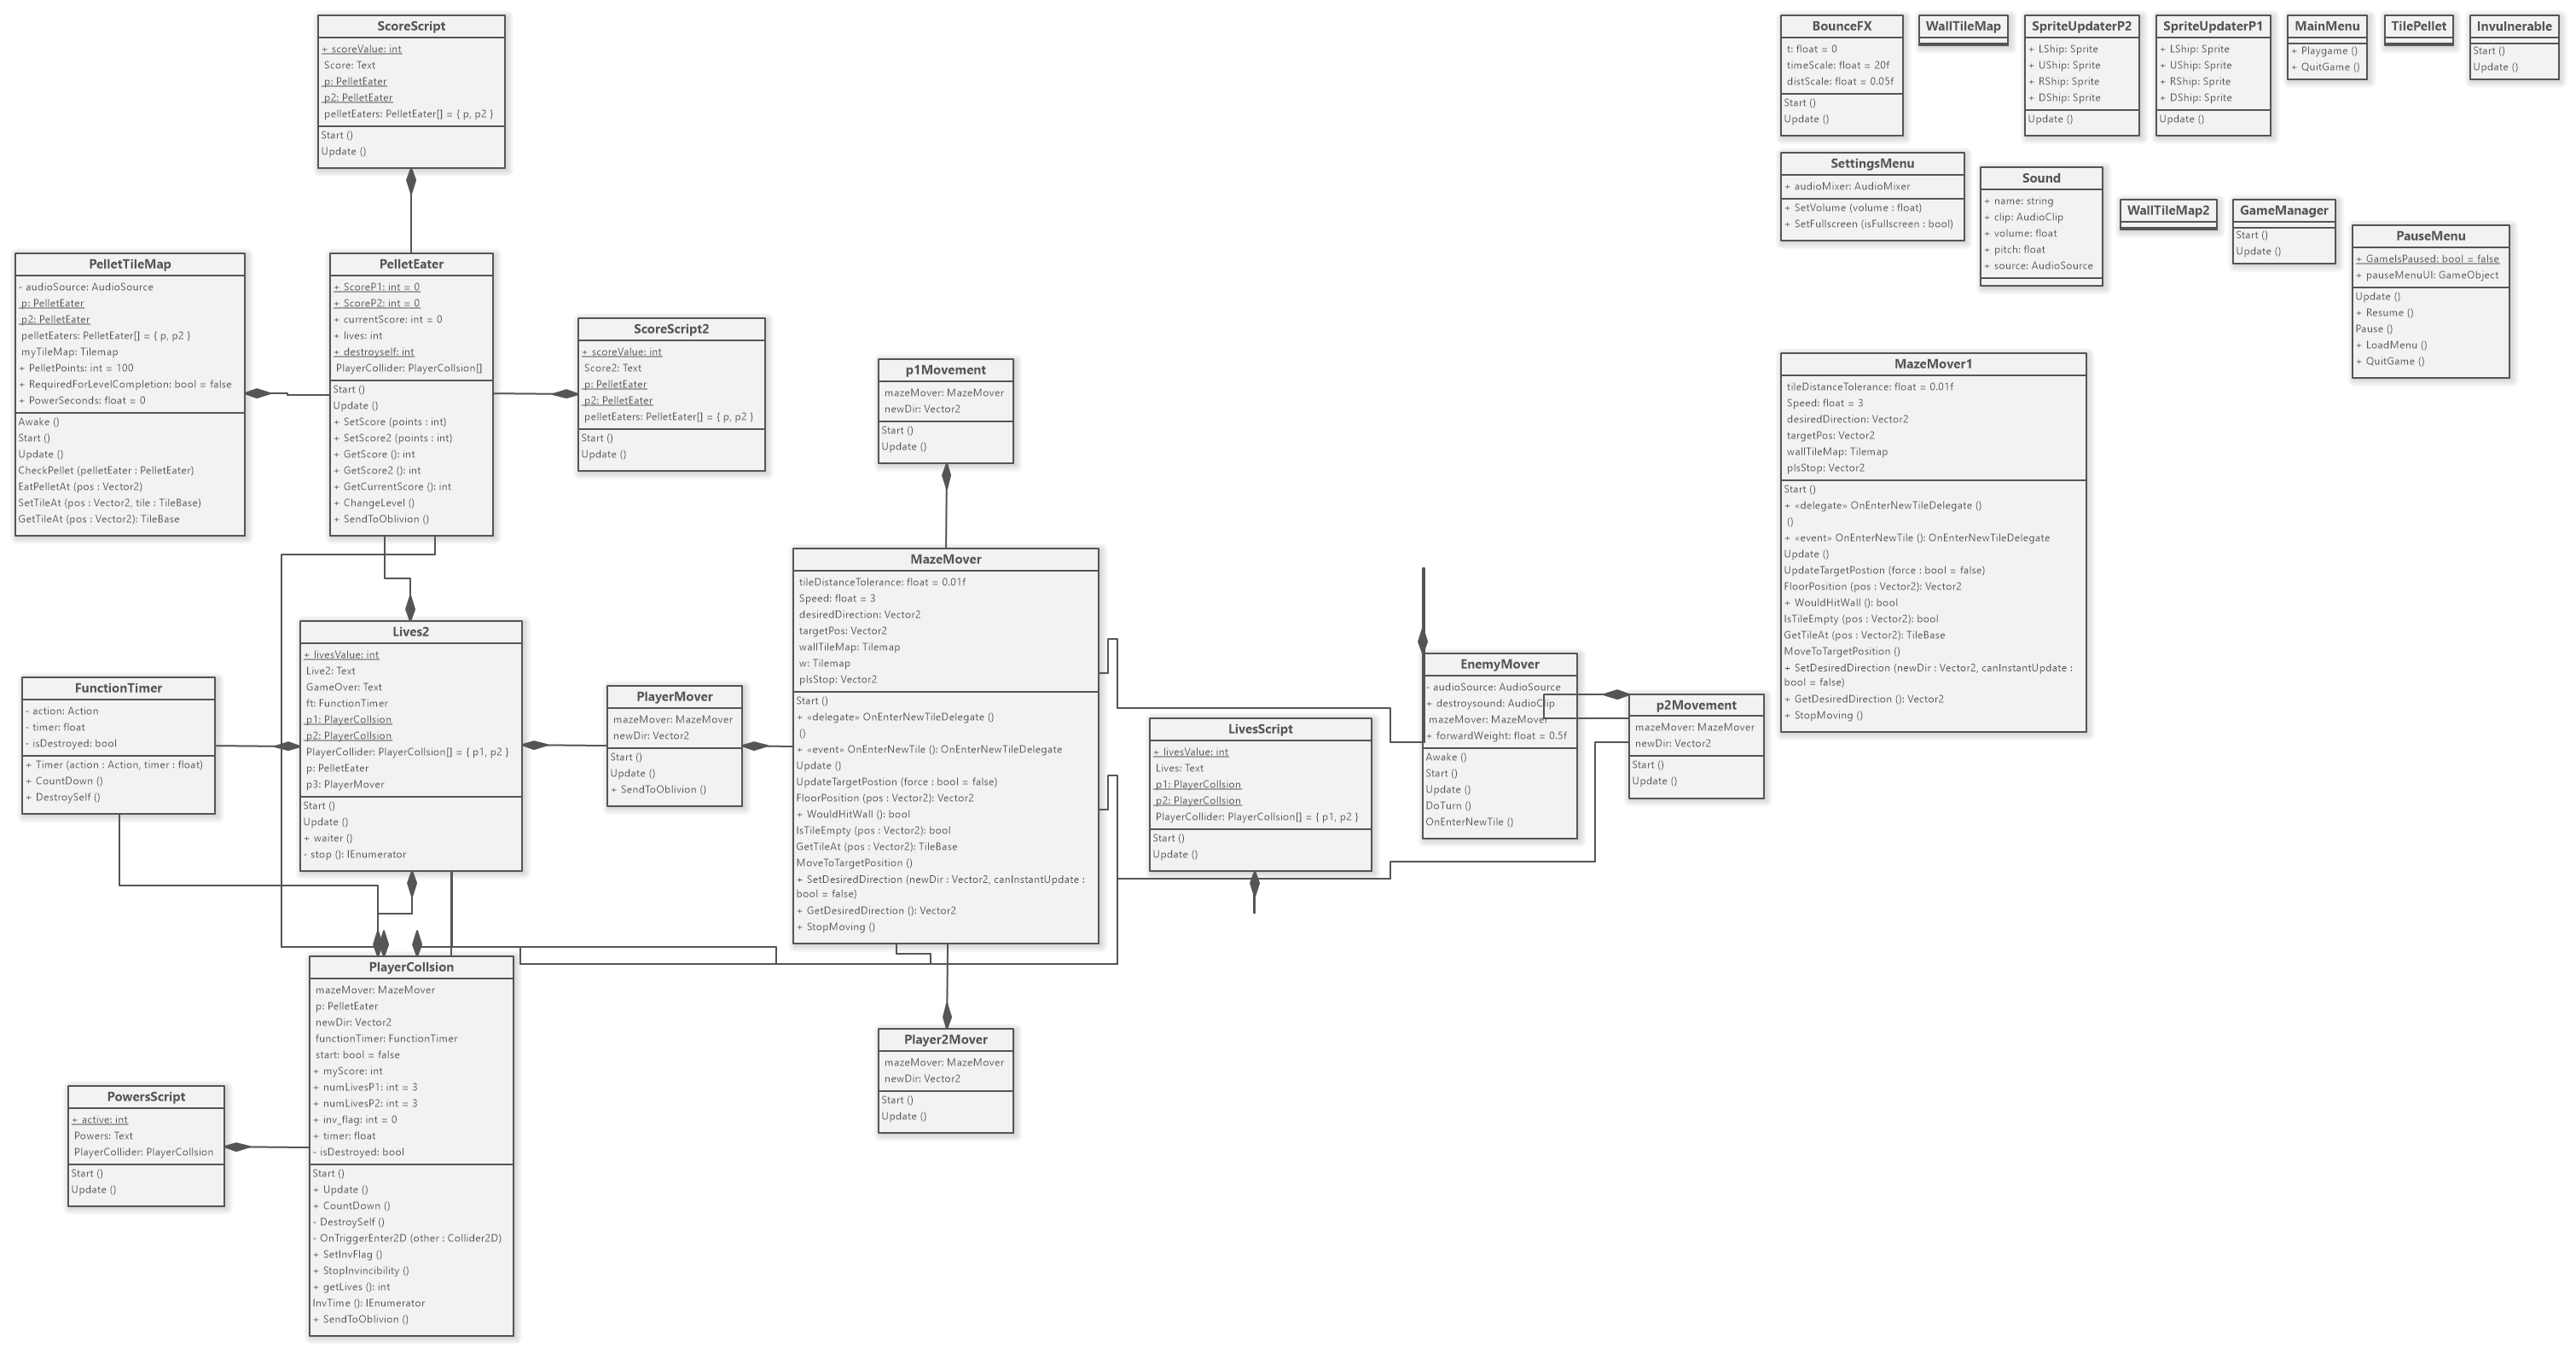 ScoreScript
+ scoreValue: int
Score: Text
p: PelletEater
p2: PelletEater
pelletEaters: PelletEater[] = { p, p2 }
Start ()
Update ()
BounceFX
t: float = 0
timeScale: float = 20f
distScale: float = 0.05f
Start ()
Update ()
WallTileMap
SpriteUpdaterP2
+ LShip: Sprite
+ UShip: Sprite
+ RShip: Sprite
+ DShip: Sprite
Update ()
SpriteUpdaterP1
+ LShip: Sprite
+ UShip: Sprite
+ RShip: Sprite
+ DShip: Sprite
Update ()
MainMenu
+ Playgame ()
+ QuitGame ()
TilePellet
Invulnerable
Start ()
Update ()
SettingsMenu
+ audioMixer: AudioMixer
+ SetVolume (volume : float)
+ SetFullscreen (isFullscreen : bool)
Sound
+ name: string
+ clip: AudioClip
+ volume: float
+ pitch: float
+ source: AudioSource
WallTileMap2
GameManager
Start ()
Update ()
PauseMenu
+ GameIsPaused: bool = false
+ pauseMenuUI: GameObject
Update ()
+ Resume ()
Pause ()
+ LoadMenu ()
+ QuitGame ()
PelletTileMap
- audioSource: AudioSource
p: PelletEater
p2: PelletEater
pelletEaters: PelletEater[] = { p, p2 }
myTileMap: Tilemap
+ PelletPoints: int = 100
+ RequiredForLevelCompletion: bool = false
+ PowerSeconds: float = 0
Awake ()
Start ()
Update ()
CheckPellet (pelletEater : PelletEater)
EatPelletAt (pos : Vector2)
SetTileAt (pos : Vector2, tile : TileBase)
GetTileAt (pos : Vector2): TileBase
PelletEater
+ ScoreP1: int = 0
+ ScoreP2: int = 0
+ currentScore: int = 0
+ lives: int
+ destroyself: int
PlayerCollider: PlayerCollsion[]
Start ()
Update ()
+ SetScore (points : int)
+ SetScore2 (points : int)
+ GetScore (): int
+ GetScore2 (): int
+ GetCurrentScore (): int
+ ChangeLevel ()
+ SendToOblivion ()
ScoreScript2
+ scoreValue: int
Score2: Text
p: PelletEater
p2: PelletEater
pelletEaters: PelletEater[] = { p, p2 }
Start ()
Update ()
p1Movement
mazeMover: MazeMover
newDir: Vector2
Start ()
Update ()
MazeMover1
tileDistanceTolerance: float = 0.01f
Speed: float = 3
desiredDirection: Vector2
targetPos: Vector2
wallTileMap: Tilemap
plsStop: Vector2
Start ()
+ «delegate» OnEnterNewTileDelegate ()
()
+ «event» OnEnterNewTile (): OnEnterNewTileDelegate
Update ()
UpdateTargetPostion (force : bool = false)
FloorPosition (pos : Vector2): Vector2
+ WouldHitWall (): bool
IsTileEmpty (pos : Vector2): bool
GetTileAt (pos : Vector2): TileBase
MoveToTargetPosition ()
+ SetDesiredDirection (newDir : Vector2, canInstantUpdate :
bool = false)
+ GetDesiredDirection (): Vector2
+ StopMoving ()
MazeMover
tileDistanceTolerance: float = 0.01f
Speed: float = 3
desiredDirection: Vector2
targetPos: Vector2
wallTileMap: Tilemap
w: Tilemap
plsStop: Vector2
Start ()
+ «delegate» OnEnterNewTileDelegate ()
()
+ «event» OnEnterNewTile (): OnEnterNewTileDelegate
Update ()
UpdateTargetPostion (force : bool = false)
FloorPosition (pos : Vector2): Vector2
+ WouldHitWall (): bool
IsTileEmpty (pos : Vector2): bool
GetTileAt (pos : Vector2): TileBase
MoveToTargetPosition ()
+ SetDesiredDirection (newDir : Vector2, canInstantUpdate :
bool = false)
+ GetDesiredDirection (): Vector2
+ StopMoving ()
Lives2
+ livesValue: int
Live2: Text
GameOver: Text
ft: FunctionTimer
p1: PlayerCollsion
p2: PlayerCollsion
PlayerCollider: PlayerCollsion[] = { p1, p2 }
p: PelletEater
p3: PlayerMover
Start ()
Update ()
+ waiter ()
- stop (): IEnumerator
FunctionTimer
- action: Action
- timer: float
- isDestroyed: bool
+ Timer (action : Action, timer : float)
+ CountDown ()
+ DestroySelf ()
PlayerMover
mazeMover: MazeMover
newDir: Vector2
Start ()
Update ()
+ SendToOblivion ()
EnemyMover
- audioSource: AudioSource
+ destroysound: AudioClip
mazeMover: MazeMover
+ forwardWeight: float = 0.5f
Awake ()
Start ()
Update ()
DoTurn ()
OnEnterNewTile ()
p2Movement
mazeMover: MazeMover
newDir: Vector2
Start ()
Update ()
LivesScript
+ livesValue: int
Lives: Text
p1: PlayerCollsion
p2: PlayerCollsion
PlayerCollider: PlayerCollsion[] = { p1, p2 }
Start ()
Update ()
PlayerCollsion
mazeMover: MazeMover
p: PelletEater
newDir: Vector2
functionTimer: FunctionTimer
start: bool = false
+ myScore: int
+ numLivesP1: int = 3
+ numLivesP2: int = 3
+ inv_flag: int = 0
+ timer: float
- isDestroyed: bool
Start ()
+ Update ()
+ CountDown ()
- DestroySelf ()
- OnTriggerEnter2D (other : Collider2D)
+ SetInvFlag ()
+ StopInvincibility ()
+ getLives (): int
InvTime (): IEnumerator
+ SendToOblivion ()
Player2Mover
mazeMover: MazeMover
newDir: Vector2
Start ()
Update ()
PowersScript
+ active: int
Powers: Text
PlayerCollider: PlayerCollsion
Start ()
Update ()